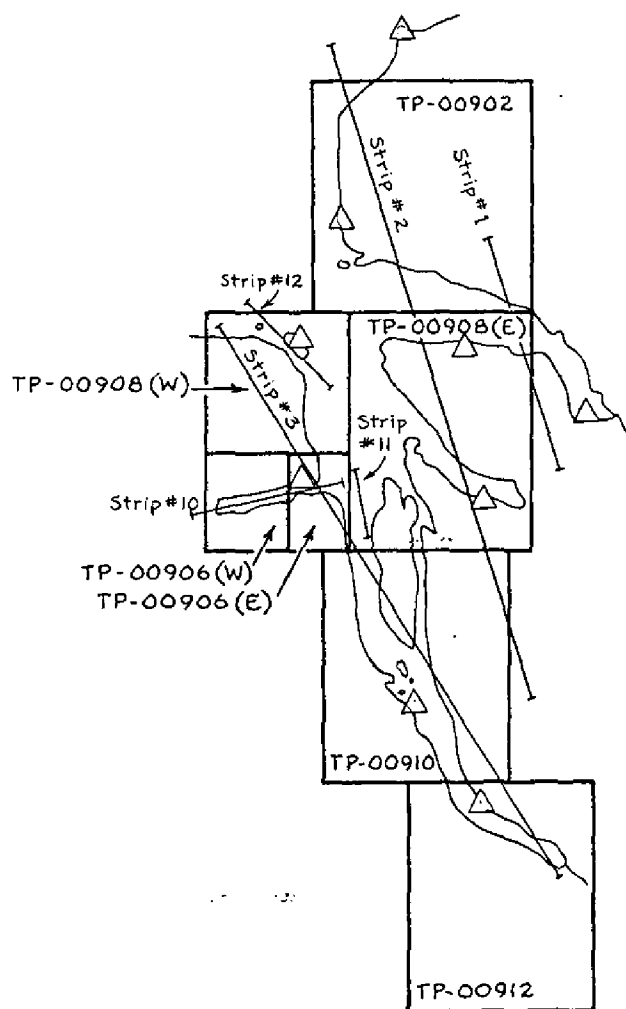 TP-00902
Strip #1
Strip #2
Strip #12
TP-00908(E)
TP-00908(W)
Strip #3
Strip
#11
Strip #10
TP-00906(W)
TP-00906(E)
TP-00910
TP-00912